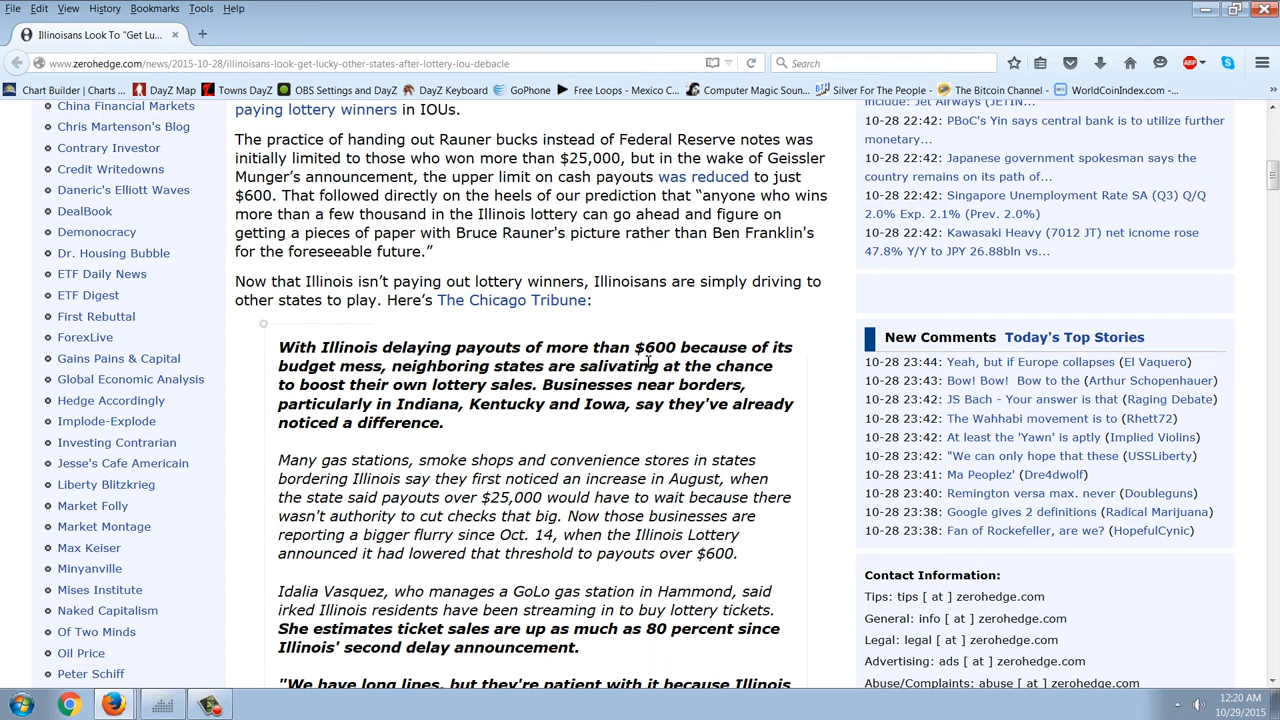 File Edit View History Bookmarks Tools Help
Illinoisans Look To "Get Lu...
www.zerohedge.com/news/2015-10-28/illinoisans-look-get-lucky-other-states-after-lottery-iou-debacle
Search
Chart Builder | Charts ... DayZ Map Towns DayZ OBS Settings and DayZ DayZ Keyboard GoPhone Free Loops - Mexico C... Computer Magic Soun... Silver For The People - ... The Bitcoin Channel - WorldCoinIndex.com -...
China Financial Markets
Chris Martenson's Blog
Contrary Investor
Credit Writedowns
Daneric's Elliott Waves
DealBook
Demonocracy
Dr. Housing Bubble
ETF Daily News
ETF Digest
First Rebuttal
ForexLive
Gains Pains & Capital
Global Economic Analysis
Hedge Accordingly
Implode-Explode
Investing Contrarian
Jesse's Cafe Americain
Liberty Blitzkrieg
Market Folly
Market Montage
Max Keiser
Minyanville
Mises Institute
Naked Capitalism
Of Two Minds
Oil Price
Peter Schiff
paying lottery winners in IOUs.
The practice of handing out Rauner bucks instead of Federal Reserve notes was
initially limited to those who won more than $25,000, but in the wake of Geissler
Munger's announcement, the upper limit on cash payouts was reduced to just
$600. That followed directly on the heels of our prediction that “anyone who wins
more than a few thousand in the Illinois lottery can go ahead and figure on
getting a pieces of paper with Bruce Rauner's picture rather than Ben Franklin's
for the foreseeable future.”
Now that Illinois isn’t paying out lottery winners, Illinoisans are simply driving to
other states to play. Here’s The Chicago Tribune:
With Illinois delaying payouts of more than $600 because of its
budget mess, neighboring states are salivating at the chance
to boost their own lottery sales. Businesses near borders,
particularly in Indiana, Kentucky and Iowa, say they've already
noticed a difference.
Many gas stations, smoke shops and convenience stores in states
bordering Illinois say they first noticed an increase in August, when
the state said payouts over $25,000 would have to wait because there
wasn't authority to cut checks that big. Now those businesses are
reporting a bigger flurry since Oct. 14, when the Illinois Lottery
announced it had lowered that threshold to payouts over $600.
Idalia Vasquez, who manages a GoLo gas station in Hammond, said
irked Illinois residents have been streaming in to buy lottery tickets.
She estimates ticket sales are up as much as 80 percent since
Illinois' second delay announcement.
"We have long lines, but they're patient with it because Illinois
include: Jet Airways (JETIN...
10-28 22:42: PBoC's Yin says central bank is to utilize further
monetary...
10-28 22:42: Japanese government spokesman says the
country remains on its path of...
10-28 22:42: Singapore Unemployment Rate SA (Q3) Q/Q
2.0% Exp. 2.1% (Prev. 2.0%)
10-28 22:42: Kawasaki Heavy (7012 JT) net icnome rose
47.8% Y/Y to JPY 26.88bln vs...
New Comments Today's Top Stories
10-28 23:44: Yeah, but if Europe collapses (El Vaquero)
10-28 23:43: Bow! Bow! Bow to the (Arthur Schopenhauer)
10-28 23:42: JS Bach - Your answer is that (Raging Debate)
10-28 23:42: The Wahhabi movement is to (Rhett72)
10-28 23:42: At least the 'Yawn' is aptly (Implied Violins)
10-28 23:42: "We can only hope that these (USSLiberty)
10-28 23:41: Ma Peoplez' (Dre4dwolf)
10-28 23:40: Remington versa max. never (Doubleguns)
10-28 23:38: Google gives 2 definitions (Radical Marijuana)
10-28 23:38: Fan of Rockefeller, are we? (HopefulCynic)
Contact Information:
Tips: tips [ at ] zerohedge.com
General: info [ at ] zerohedge.com
Legal: legal [ at ] zerohedge.com
Advertising: ads [ at ] zerohedge.com
Abuse/Complaints: abuse [ at ] zerohedge.com
12:20 AM
10/29/2015